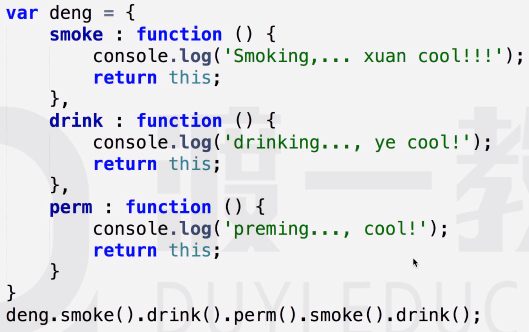 var deng = {
    smoke : function () {
        console.log('Smoking,... xuan cool!!!');
        return this;
    },
    drink : function () {
        console.log('drinking..., ye cool!');
        return this;
    },
    perm : function () {
        console.log('preming..., cool!');
        return this;
    }
}
deng.smoke().drink().perm().smoke().drink();